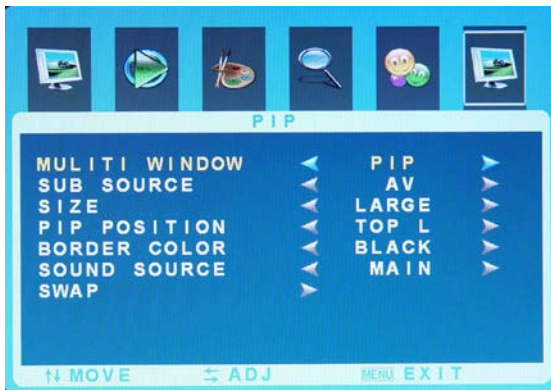 PIP
MULITI WINDOW PIP
SUB SOURCE AV
SIZE LARGE
PIP POSITION TOP L
BORDER COLOR BLACK
SOUND SOURCE MAIN
SWAP
MOVE ADJ MENU EXIT